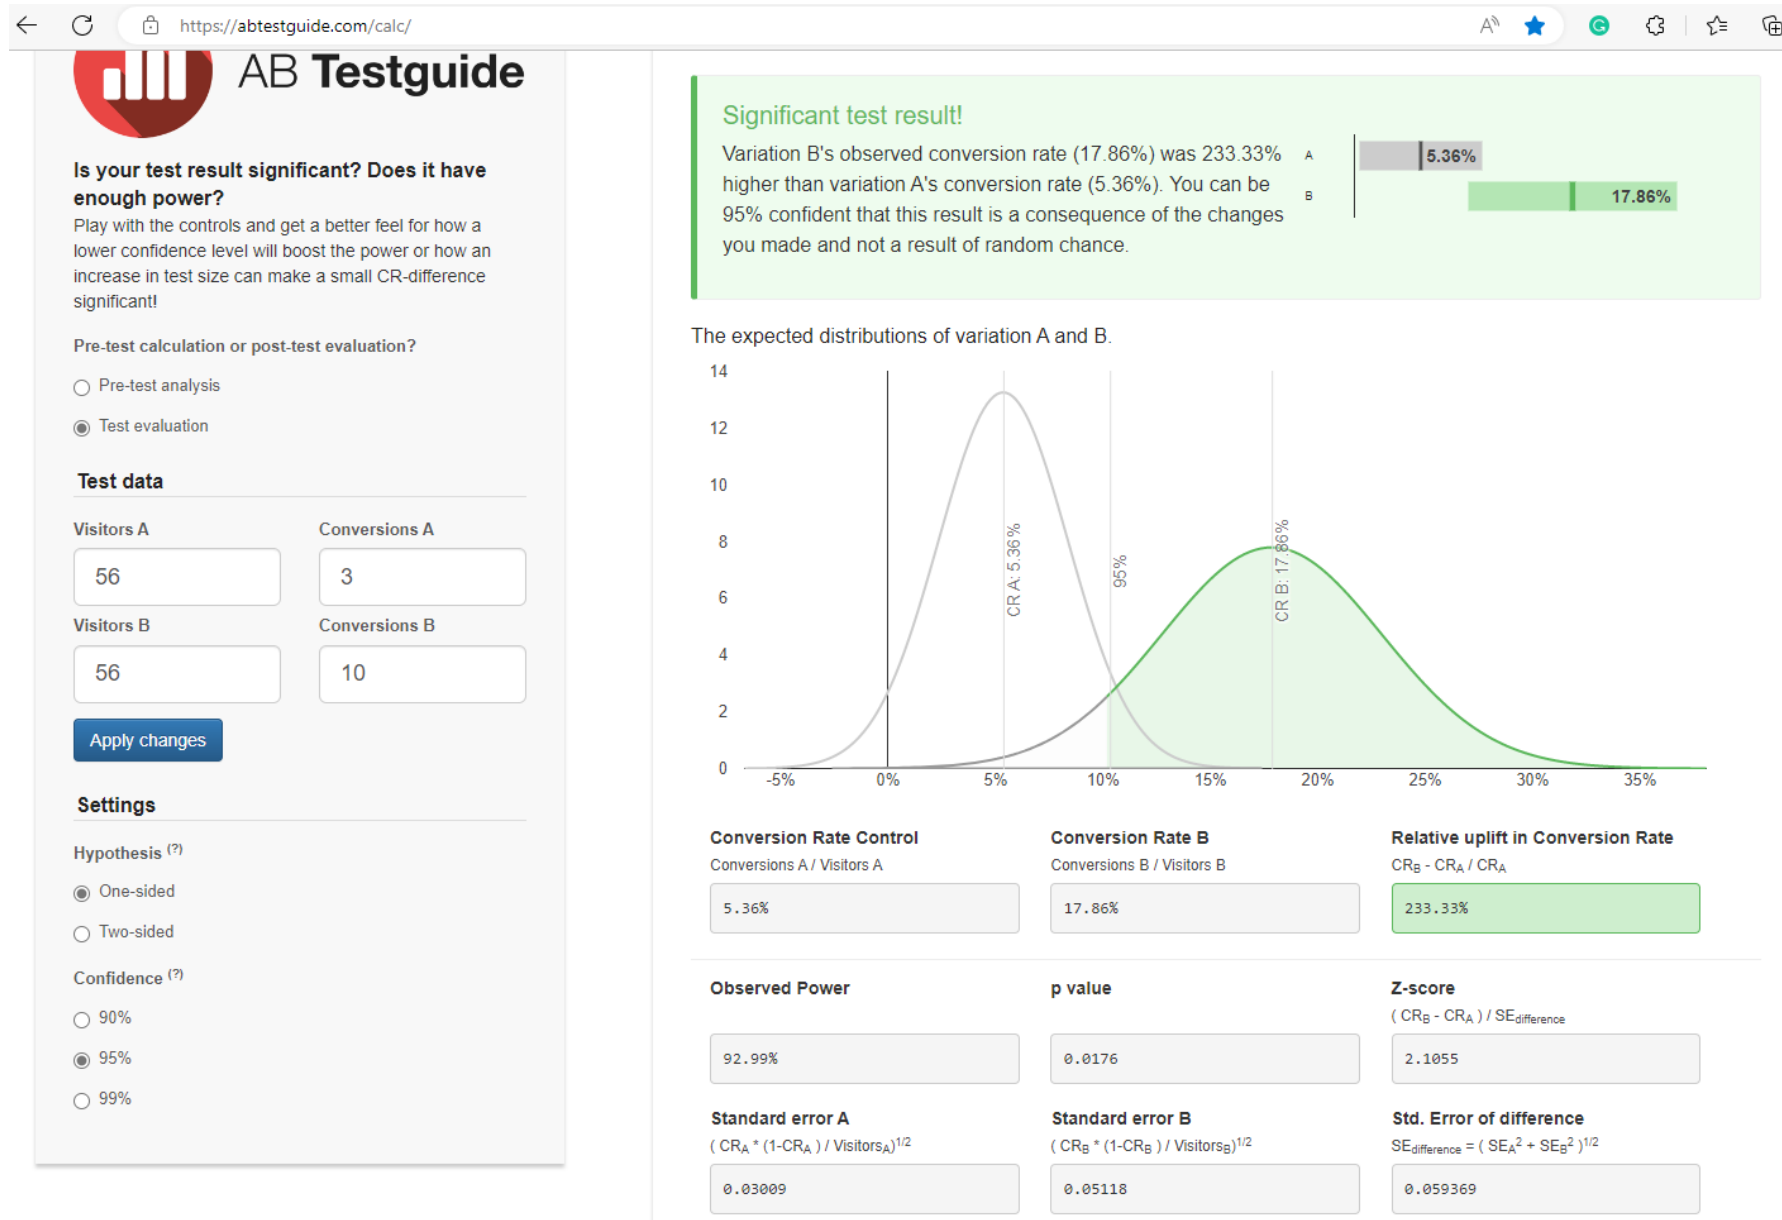 https://abtestguide.com/calc/
AB Testguide
Is your test result significant? Does it have
enough power?
Play with the controls and get a better feel for how a
lower confidence level will boost the power or how an
increase in test size can make a small CR-difference
significant!
Pre-test calculation or post-test evaluation?
Pre-test analysis
Test evaluation
Test data
Visitors A
Conversions A
56
3
Visitors B
Conversions B
56
10
Apply changes
Settings
Hypothesis (?)
One-sided
Two-sided
Confidence (?)
90%
95%
99%
Significant test result!
Variation B's observed conversion rate (17.86%) was 233.33%
higher than variation A's conversion rate (5.36%). You can be
95% confident that this result is a consequence of the changes
you made and not a result of random chance.
A
5.36%
B
17.86%
The expected distributions of variation A and B.
14
12
10
8
6
4
2
0
CR A: 5.36%
95%
CR B: 17.86%
-5% 0% 5% 10% 15% 20% 25% 30% 35%
Conversion Rate Control
Conversions A / Visitors A
5.36%
Conversion Rate B
Conversions B / Visitors B
17.86%
Relative uplift in Conversion Rate
CRB - CRA / CRA
233.33%
Observed Power
92.99%
p value
0.0176
Z-score
( CRB - CRA ) / SEdifference
2.1055
Standard error A
( CRA * (1-CRA ) / VisitorsA)1/2
0.03009
Standard error B
( CRB * (1-CRB ) / VisitorsB)1/2
0.05118
Std. Error of difference
SEdifference = ( SEA2 + SEB2 )1/2
0.059369